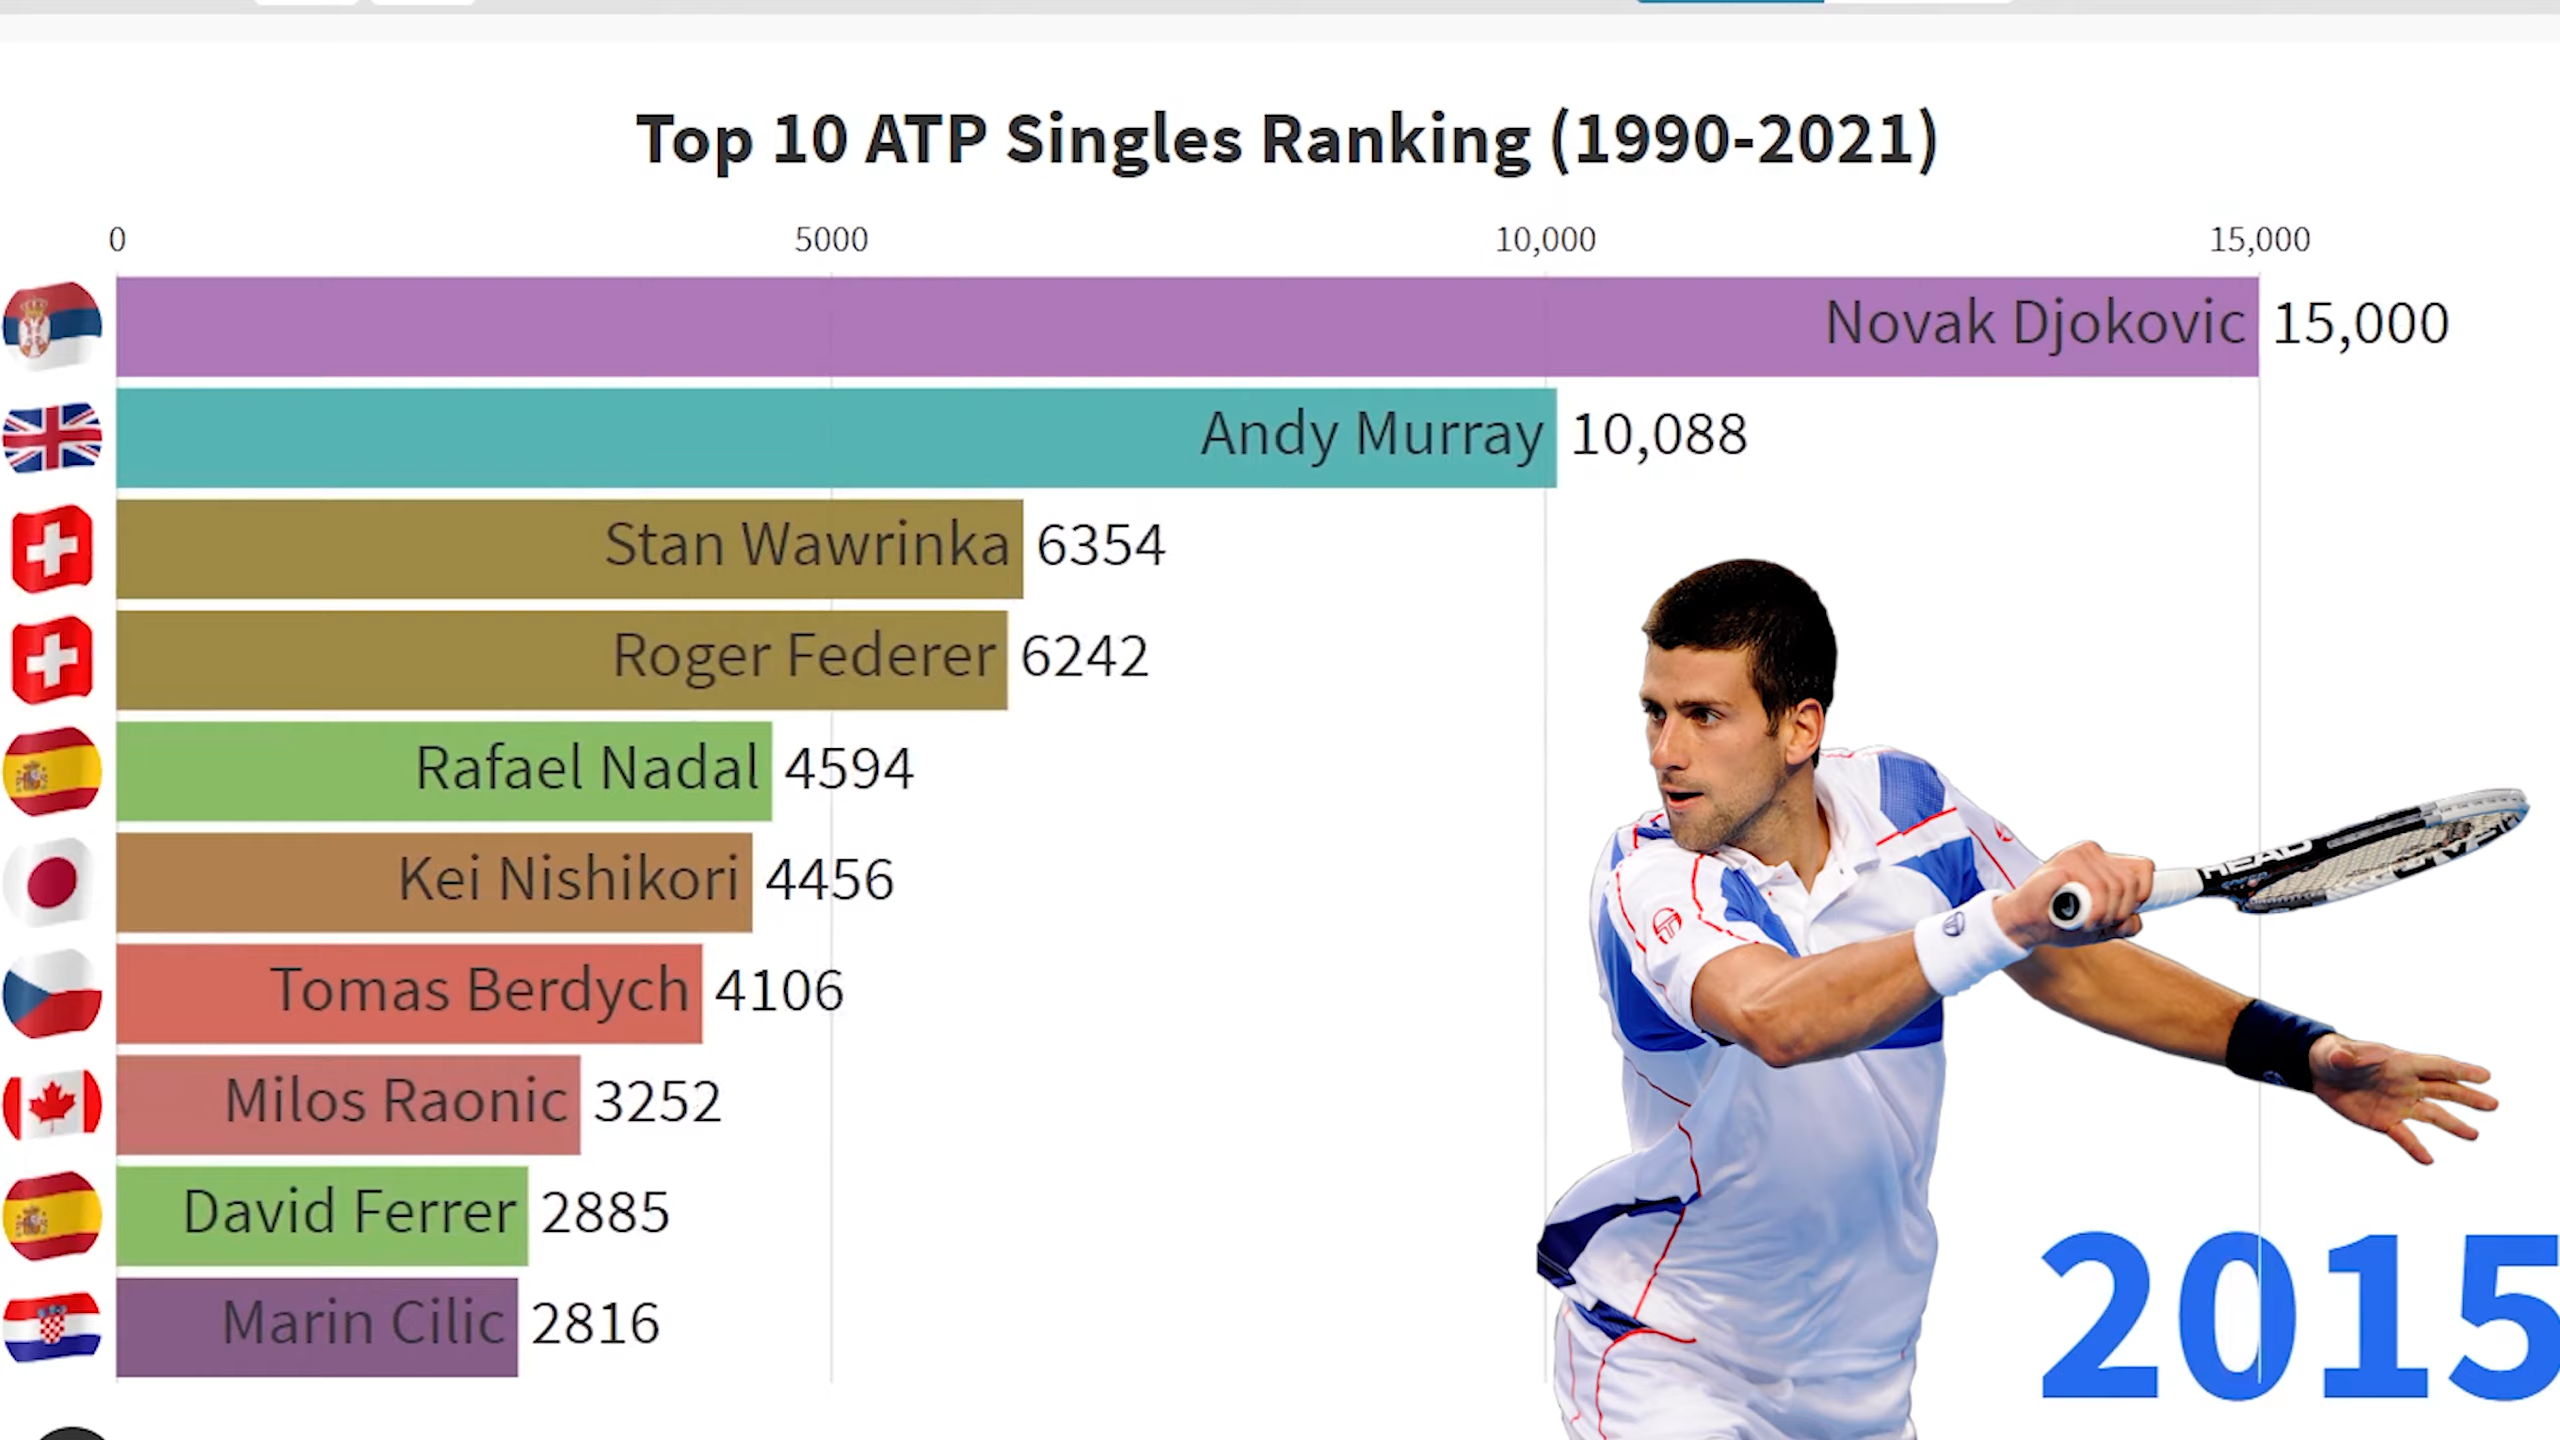 Top 10 ATP Singles Ranking (1990-2021)
0 5000 10,000 15,000
Novak Djokovic 15,000
Andy Murray 10,088
Stan Wawrinka 6354
Roger Federer 6242
Rafael Nadal 4594
Kei Nishikori 4456
Tomas Berdych 4106
Milos Raonic 3252
David Ferrer 2885
Marin Cilic 2816
HEAD
2015